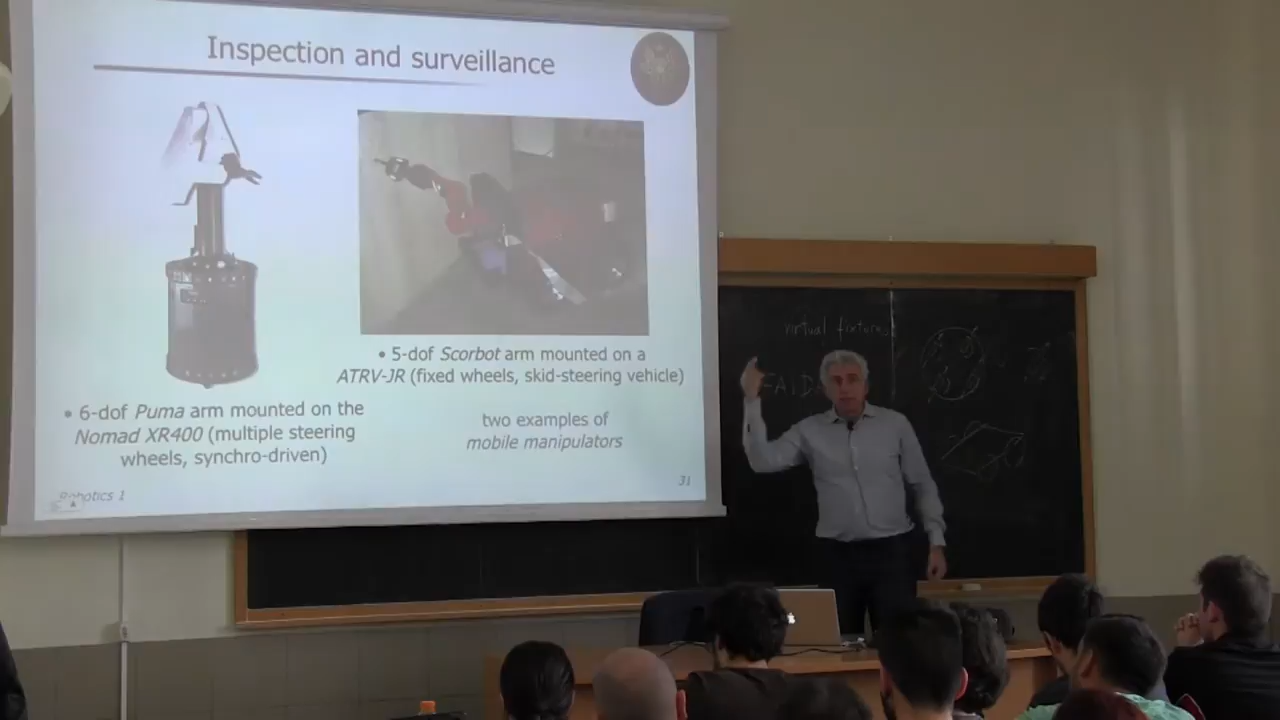 Inspection and surveillance
• 5-dof Scorbot arm mounted on a
ATRV-JR (fixed wheels, skid-steering vehicle)
• 6-dof Puma arm mounted on the
Nomad XR400 (multiple steering
wheels, synchro-driven)
two examples of
mobile manipulators
Robotics 1
31
virtual fixtures